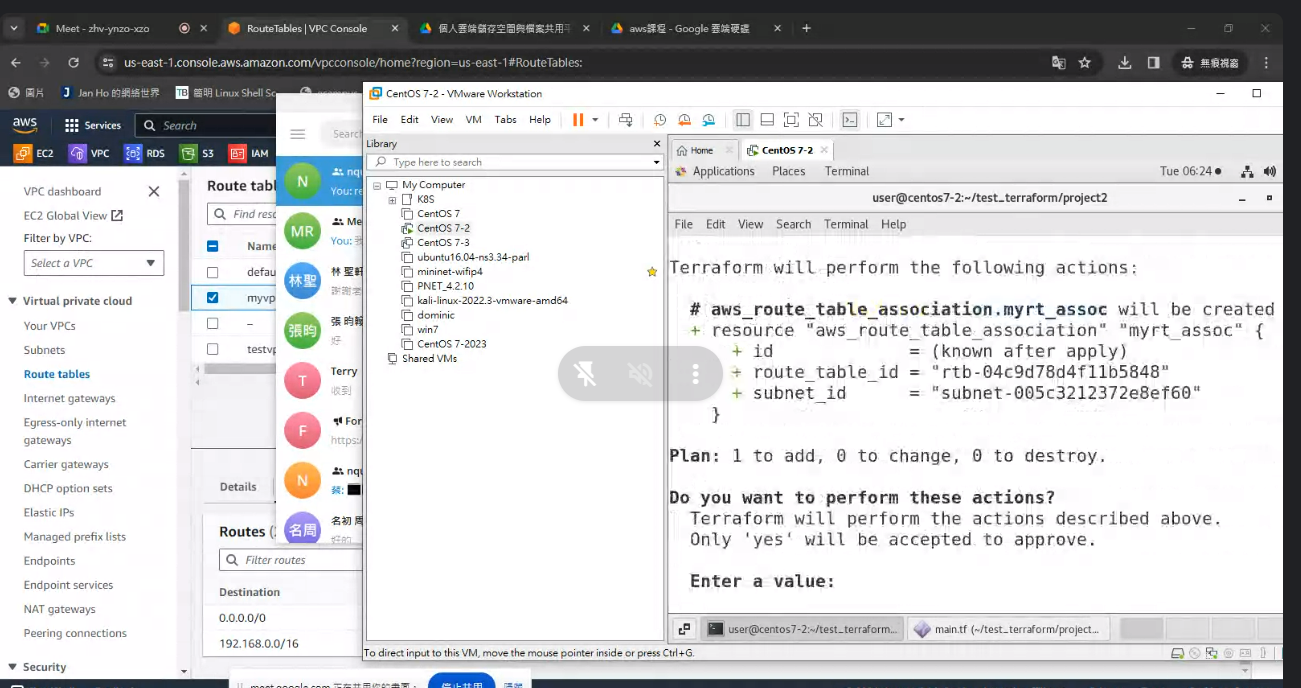 Meet - zhv-ynzo-xzo
RouteTables | VPC Console
個人雲端儲存空間與檔案共用平
aws課程 - Google 雲端硬碟
us-east-1.console.aws.amazon.com/vpcconsole/home?region=us-east-1#RouteTables:
無痕視窗
圖片
Jan Ho 的網絡世界
簡明 Linux Shell Sc
aws
Services
Search
EC2
VPC
RDS
S3
IAM
VPC dashboard
EC2 Global View
Filter by VPC:
Select a VPC
Virtual private cloud
Your VPCs
Subnets
Route tables
Internet gateways
Egress-only internet
gateways
Carrier gateways
DHCP option sets
Elastic IPs
Managed prefix lists
Endpoints
Endpoint services
NAT gateways
Peering connections
Security
Route tabl
Find reso
Name
defau
myvp
–
testvp
Details
Routes (
Filter routes
Destination
0.0.0.0/0
192.168.0.0/16
Search
N
nqu
You: r
MR
Me
You:
林聖
林 聖軒
謝謝老
張昀
張 昀翰
好
T
Terry
收到
F
For
https:/
N
nqu
名周
名初 周
好的
CentOS 7-2 - VMware Workstation
File Edit View VM Tabs Help
Library
Type here to search
My Computer
K8S
CentOS 7
CentOS 7-2
CentOS 7-3
ubuntu16.04-ns3.34-parl
mininet-wifip4
PNET_4.2.10
kali-linux-2022.3-vmware-amd64
dominic
win7
CentOS 7-2023
Shared VMs
Home
CentOS 7-2
Applications Places Terminal
Tue 06:24
user@centos7-2:~/test_terraform/project2
File Edit View Search Terminal Help
Terraform will perform the following actions:
# aws_route_table_association.myrt_assoc will be created
+ resource "aws_route_table_association" "myrt_assoc" {
+ id = (known after apply)
+ route_table_id = "rtb-04c9d78d4f11b5848"
+ subnet_id = "subnet-005c3212372e8ef60"
}
Plan: 1 to add, 0 to change, 0 to destroy.
Do you want to perform these actions?
Terraform will perform the actions described above.
Only 'yes' will be accepted to approve.
Enter a value:
user@centos7-2:~/test_terraform...
main.tf (~/test_terraform/project...
To direct input to this VM, move the mouse pointer inside or press Ctrl+G.
meet.google.com 正在共用你的畫面。
停止共用
隱藏